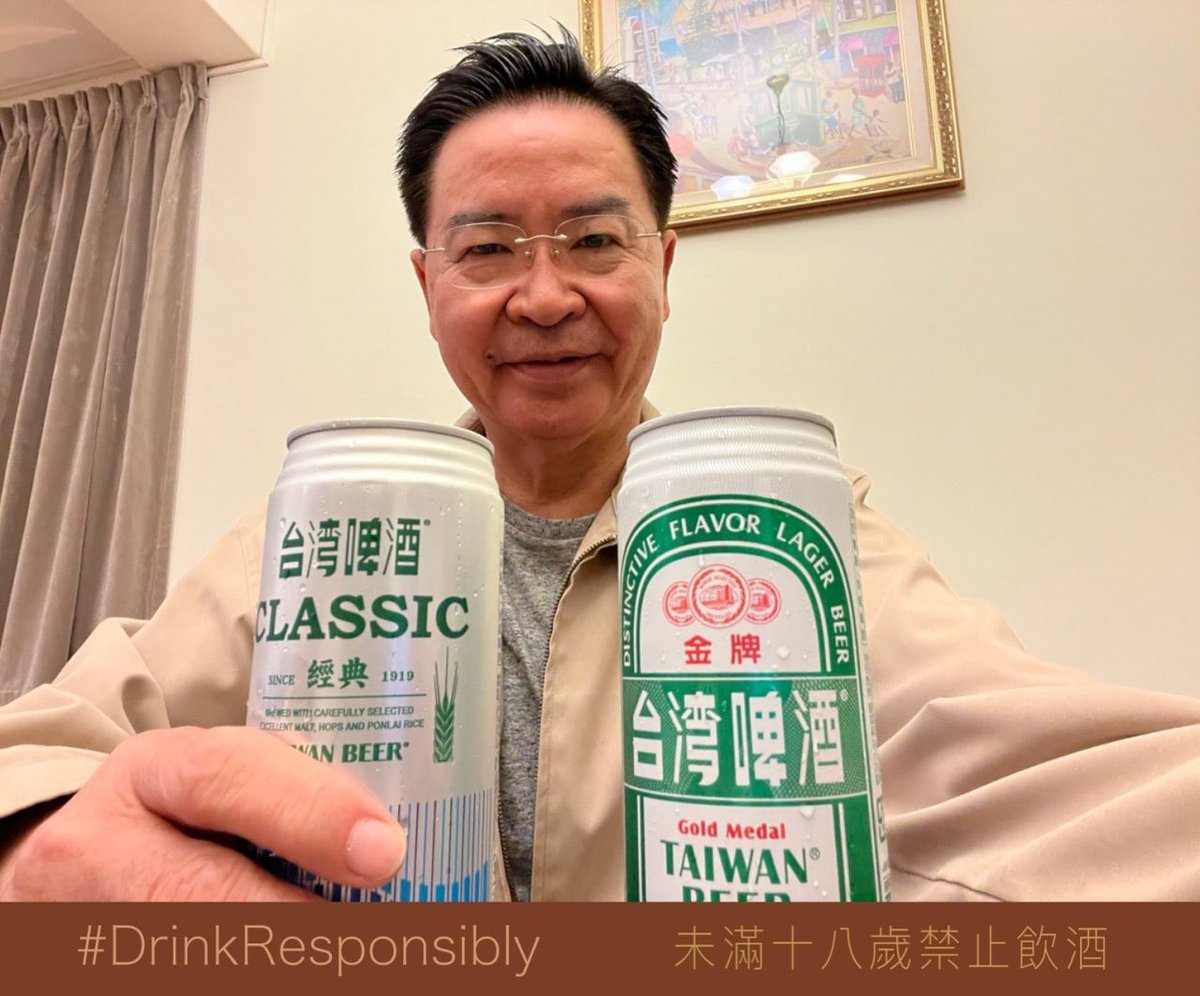 台湾啤酒®
CLASSIC
SINCE 經典 1919
BREWED WITH CAREFULLY SELECTED
EXCELLENT MALT, HOPS AND PONLAI RICE
TAIWAN BEER®
DISTINCTIVE FLAVOR LAGER BEER
金牌
台湾啤酒®
Gold Medal
TAIWAN®
BEER
#DrinkResponsibly
未滿十八歲禁止飲酒